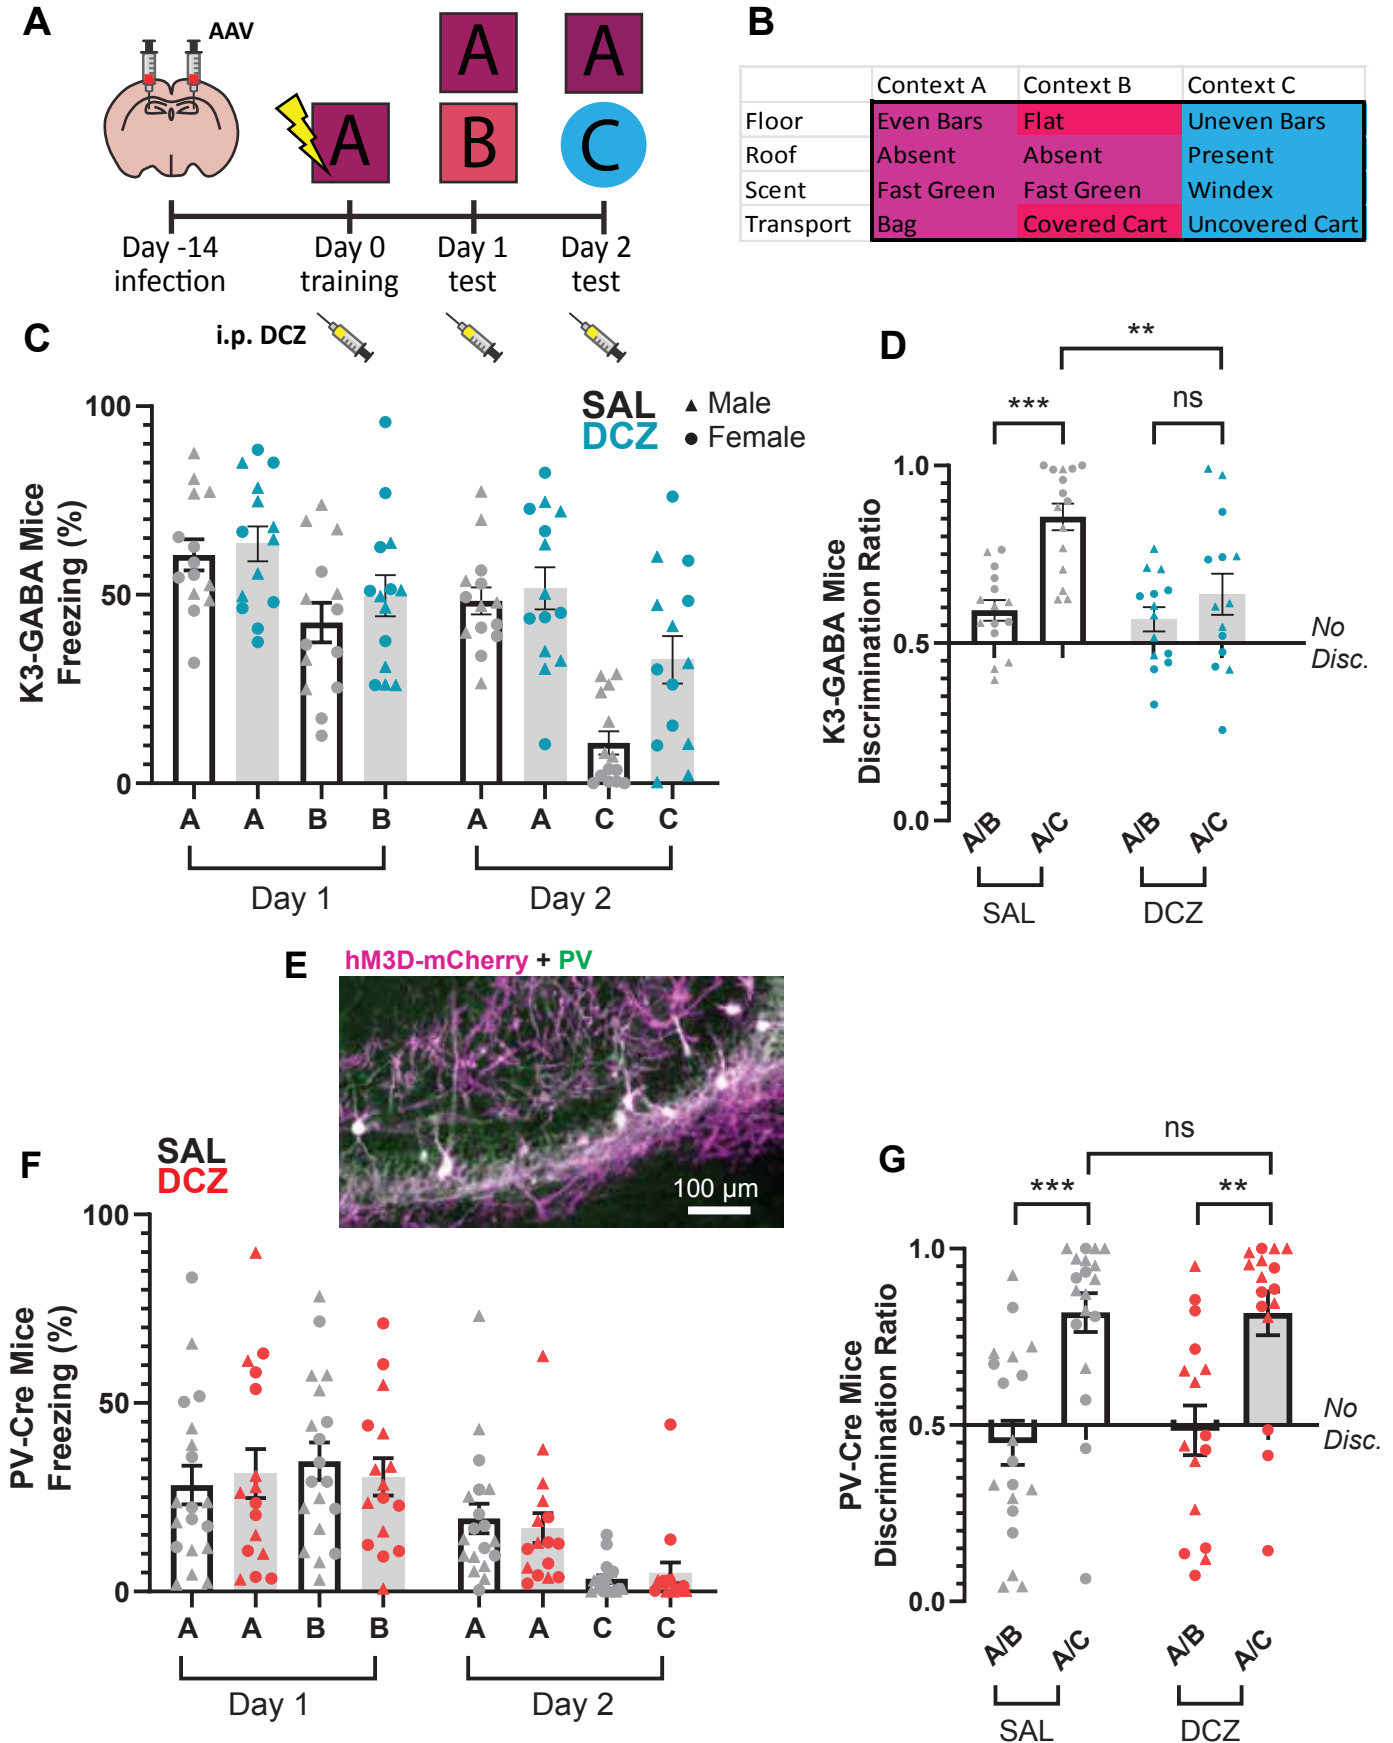 A
AAV
A
B
A
A
B
C
Day -14
infection
Day 0
training
Day 1
test
Day 2
test
i.p. DCZ
B
Context A Context B Context C
Floor Even Bars Flat Uneven Bars
Roof Absent Absent Present
Scent Fast Green Fast Green Windex
Transport Bag Covered Cart Uncovered Cart
C
SAL
DCZ
Male
Female
K3-GABA Mice
Freezing (%)
100
50
0
A A B B A A C C
Day 1 Day 2
D
**
*** ns
K3-GABA Mice
Discrimination Ratio
1.0
0.5
0.0
No
Disc.
A/B A/C A/B A/C
SAL DCZ
E
hM3D-mCherry + PV
100 µm
F
SAL
DCZ
PV-Cre Mice
Freezing (%)
100
50
0
A A B B A A C C
Day 1 Day 2
G
ns
*** **
PV-Cre Mice
Discrimination Ratio
1.0
0.5
0.0
No
Disc.
A/B A/C A/B A/C
SAL DCZ